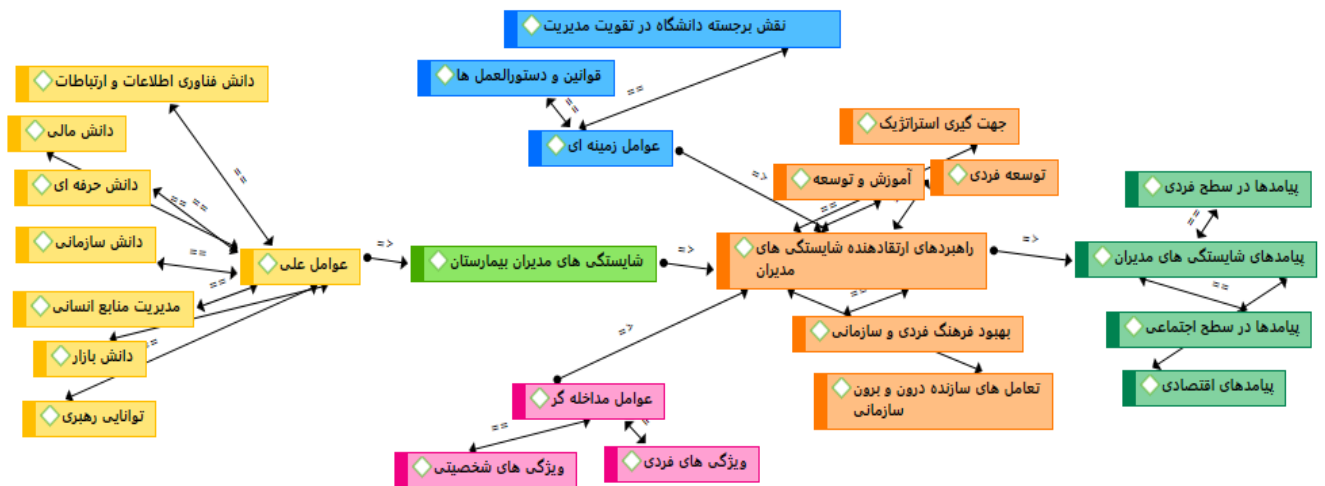 نقش برجسته دانشگاه در تقویت مدیریت
قوانین و دستورالعمل ها
عوامل زمینه ای
==
==
=>
دانش فناوری اطلاعات و ارتباطات
دانش مالی
دانش حرفه ای
دانش سازمانی
مدیریت منابع انسانی
دانش بازار
توانایی رهبری
عوامل علی
==
==
==
==
==
==
=>
شایستگی های مدیران بیمارستان
=>
جهت گیری استراتژیک
توسعه فردی
آموزش و توسعه
==
راهبردهای ارتقادهنده شایستگی های
مدیران
==
بهبود فرهنگ فردی و سازمانی
تعامل های سازنده درون و برون
سازمانی
=>
عوامل مداخله گر
==
==
ویژگی های فردی
ویژگی های شخصیتی
=>
پیامدها در سطح فردی
==
پیامدهای شایستگی های مدیران
==
پیامدها در سطح اجتماعی
پیامدهای اقتصادی